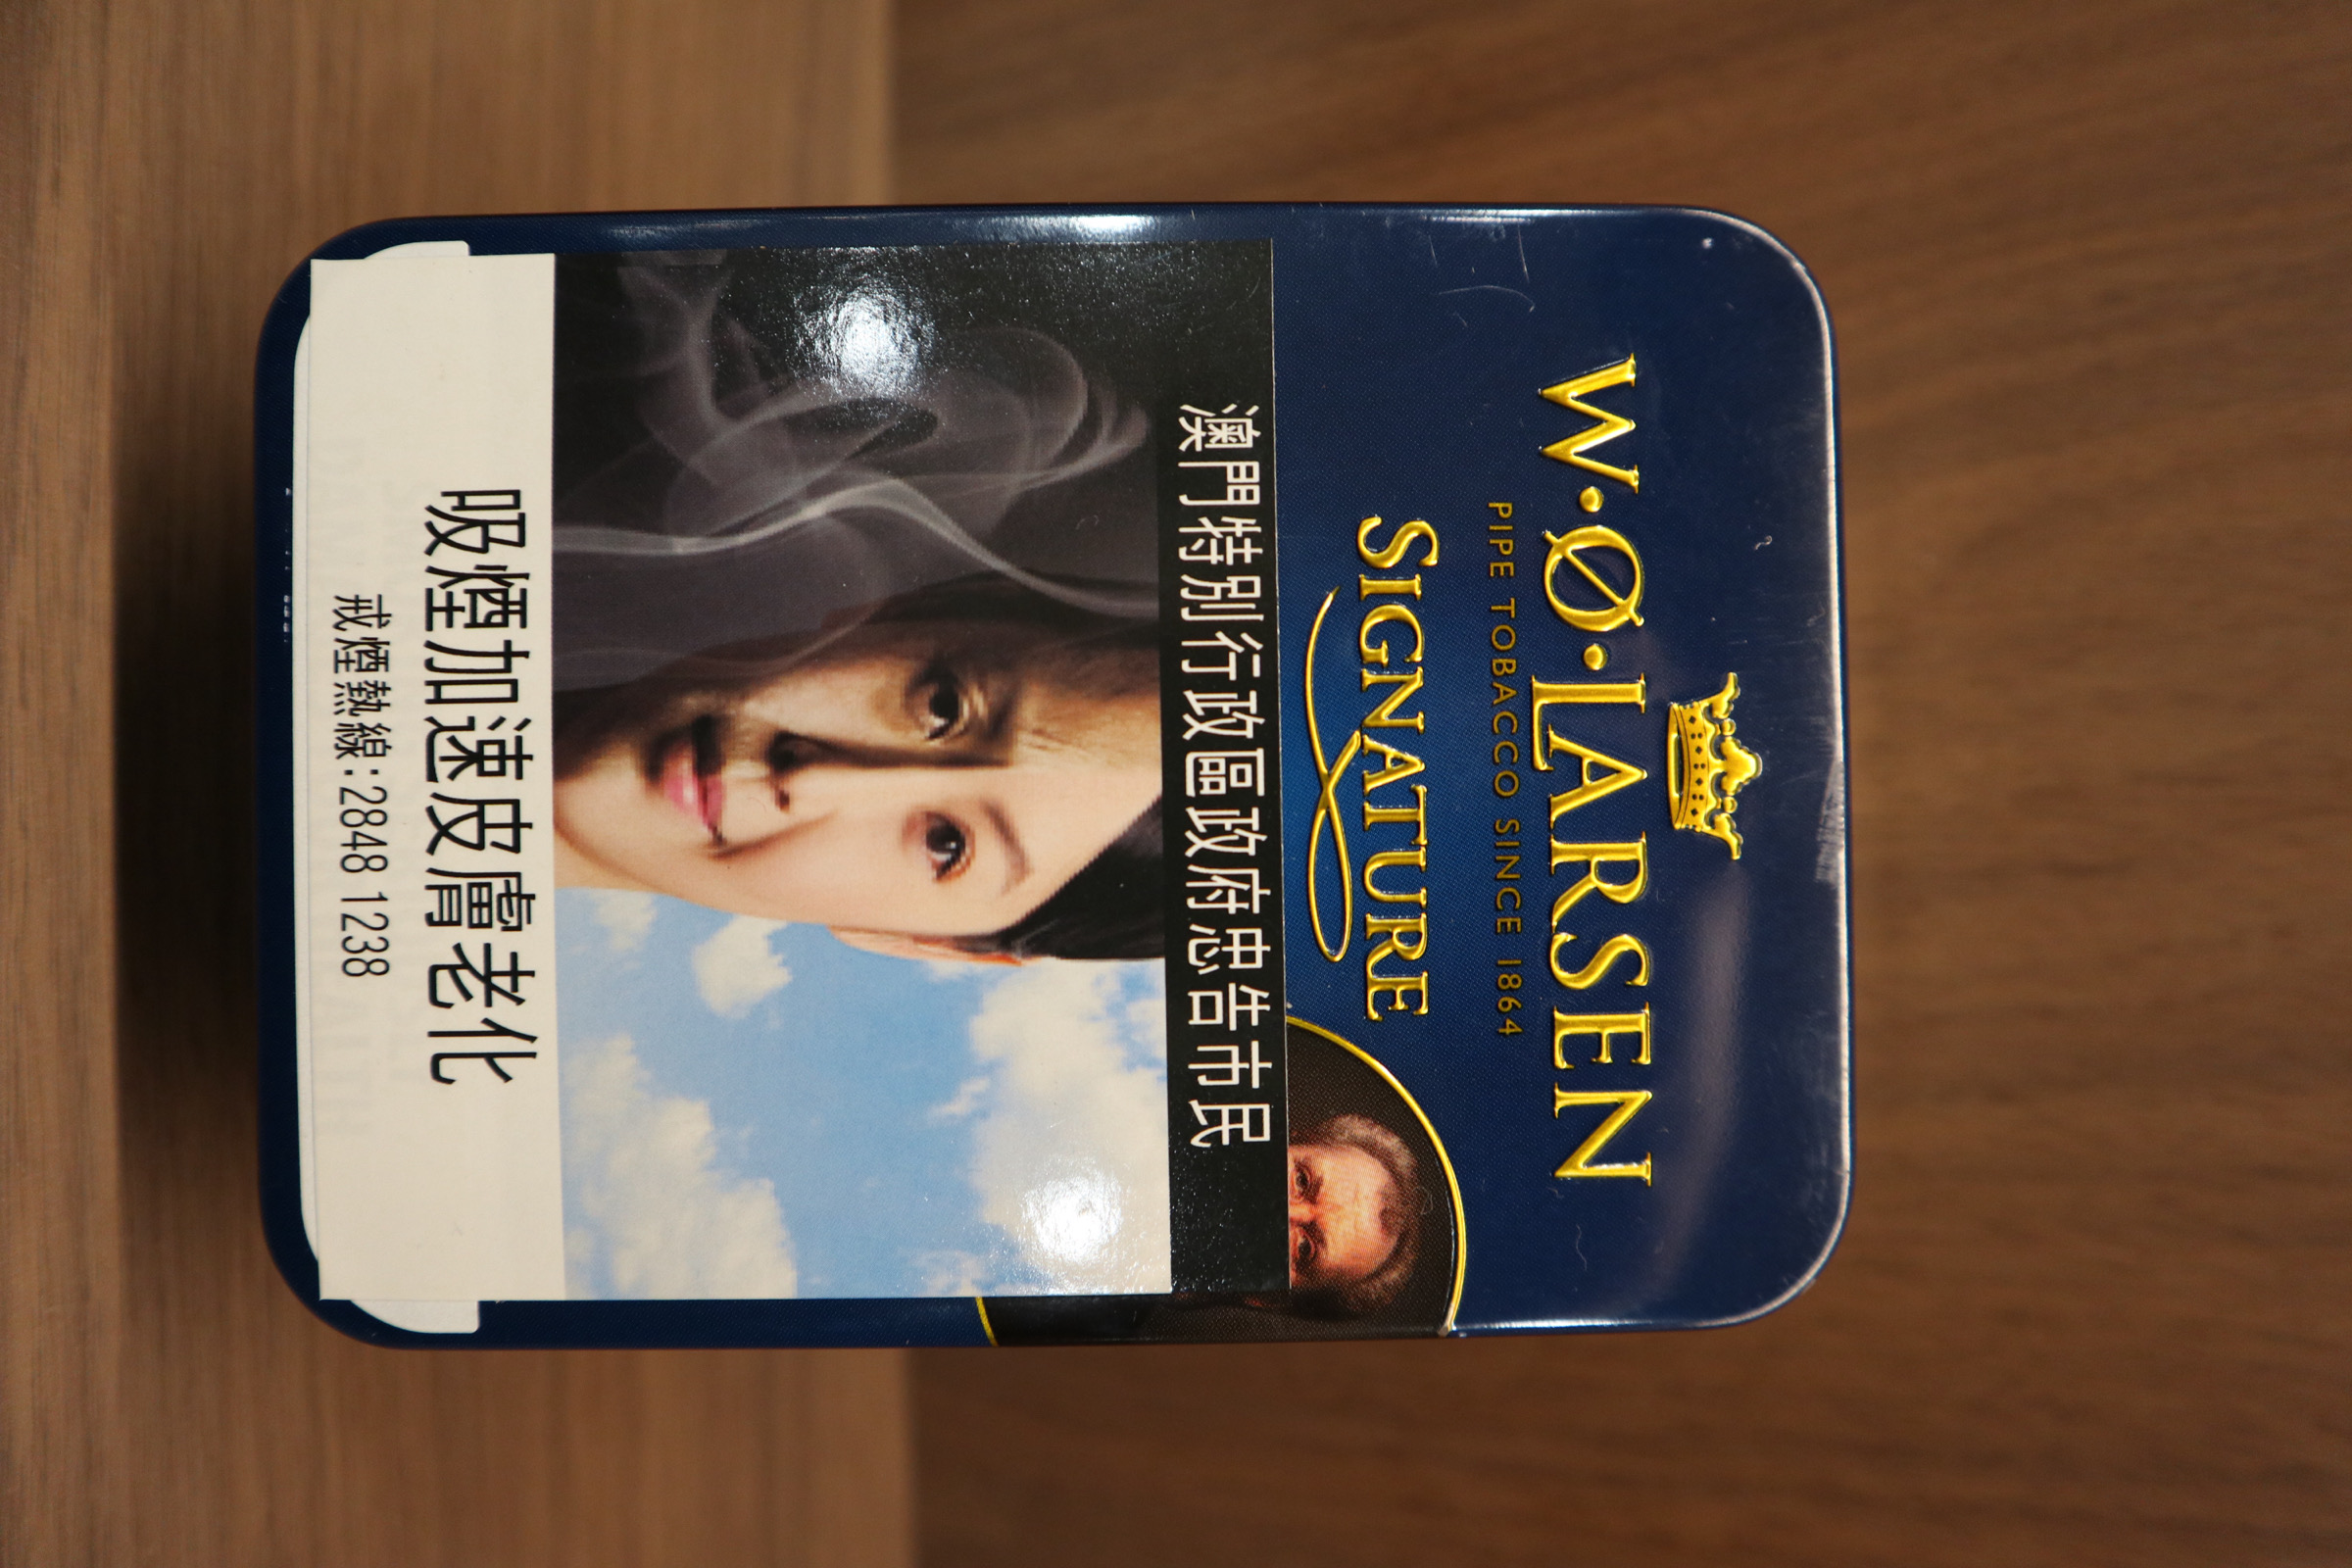 W·Ø·LARSEN
PIPE TOBACCO SINCE 1864
SIGNATURE
澳門特別行政區政府忠告市民
吸煙加速皮膚老化
戒煙熱線:2848 1238